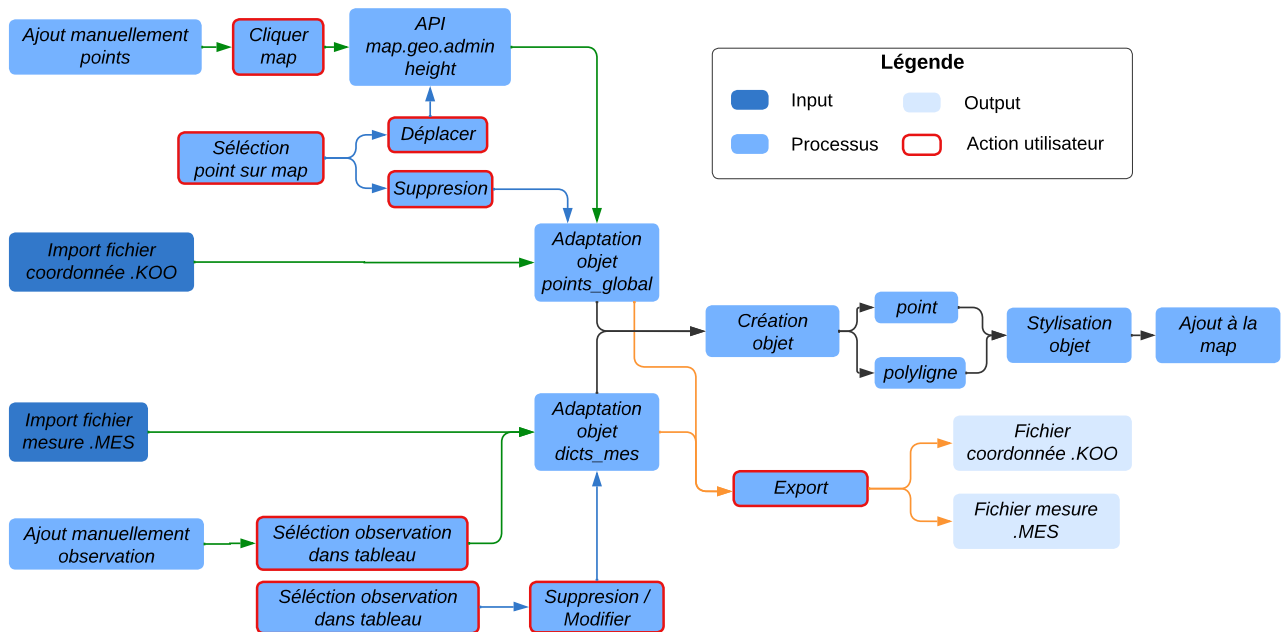 Ajout manuellement
points
Cliquer
map
API
map.geo.admin
height
Légende
Input
Output
Processus
Action utilisateur
Séléction
point sur map
Déplacer
Suppresion
Import fichier
coordonnée .KOO
Adaptation
objet
points_global
Création
objet
point
polyligne
Stylisation
objet
Ajout à la
map
Import fichier
mesure .MES
Adaptation
objet
dicts_mes
Fichier
coordonnée .KOO
Export
Fichier mesure
.MES
Ajout manuellement
observation
Séléction observation
dans tableau
Séléction observation
dans tableau
Suppresion /
Modifier